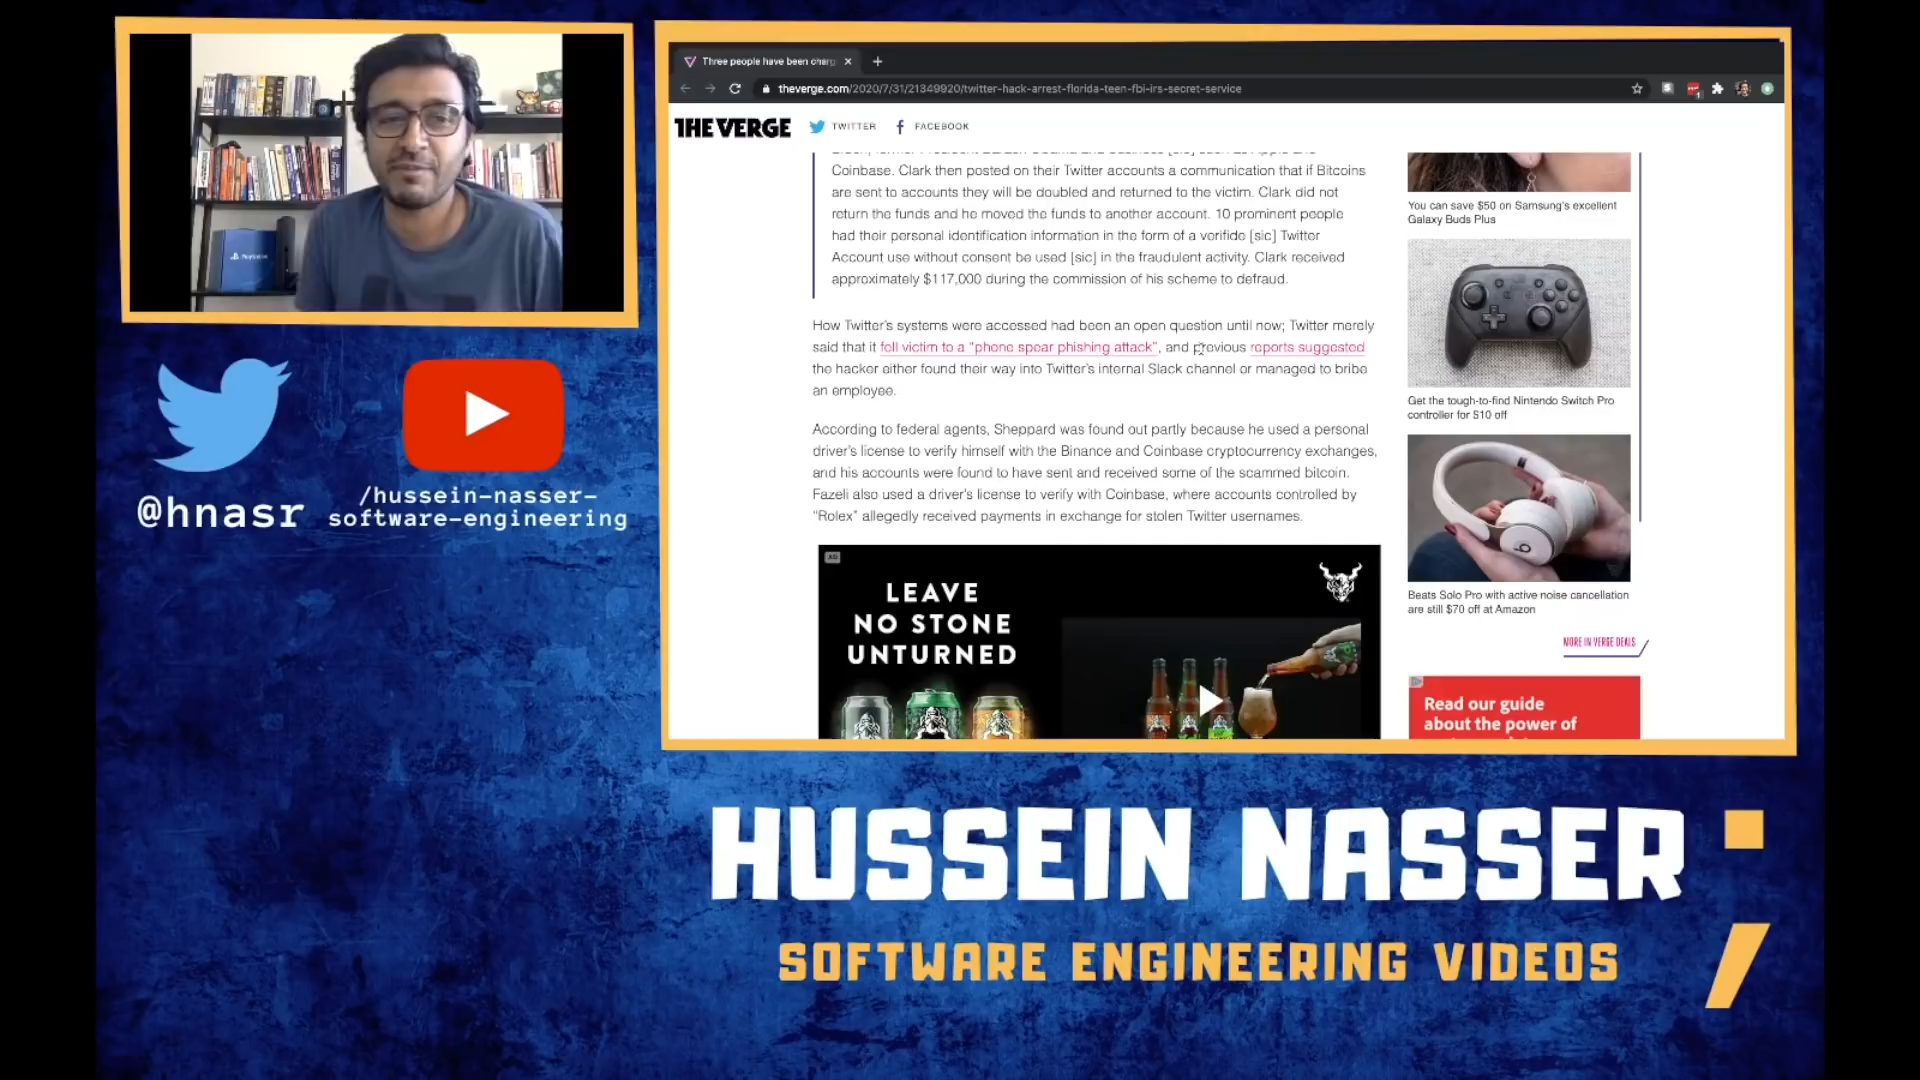 Three people have been charg
theverge.com/2020/7/31/21349920/twitter-hack-arrest-florida-teen-fbi-irs-secret-service
THE VERGE
TWITTER
FACEBOOK
Coinbase. Clark then posted on their Twitter accounts a communication that if Bitcoins
are sent to accounts they will be doubled and returned to the victim. Clark did not
return the funds and he moved the funds to another account. 10 prominent people
had their personal identification information in the form of a verifide [sic] Twitter
Account use without consent be used [sic] in the fraudulent activity. Clark received
approximately $117,000 during the commission of his scheme to defraud.
How Twitter's systems were accessed had been an open question until now; Twitter merely
said that it fell victim to a "phone spear phishing attack", and previous reports suggested
the hacker either found their way into Twitter's internal Slack channel or managed to bribe
an employee.
According to federal agents, Sheppard was found out partly because he used a personal
driver's license to verify himself with the Binance and Coinbase cryptocurrency exchanges,
and his accounts were found to have sent and received some of the scammed bitcoin.
Fazeli also used a driver's license to verify with Coinbase, where accounts controlled by
"Rolex" allegedly received payments in exchange for stolen Twitter usernames.
AD
LEAVE
NO STONE
UNTURNED
You can save $50 on Samsung's excellent
Galaxy Buds Plus
Get the tough-to-find Nintendo Switch Pro
controller for $10 off
Beats Solo Pro with active noise cancellation
are still $70 off at Amazon
MORE IN VERGE DEALS
Read our guide
about the power of
PlayStation
@hnasr
/hussein-nasser-
software-engineering
HUSSEIN NASSER
SOFTWARE ENGINEERING VIDEOS